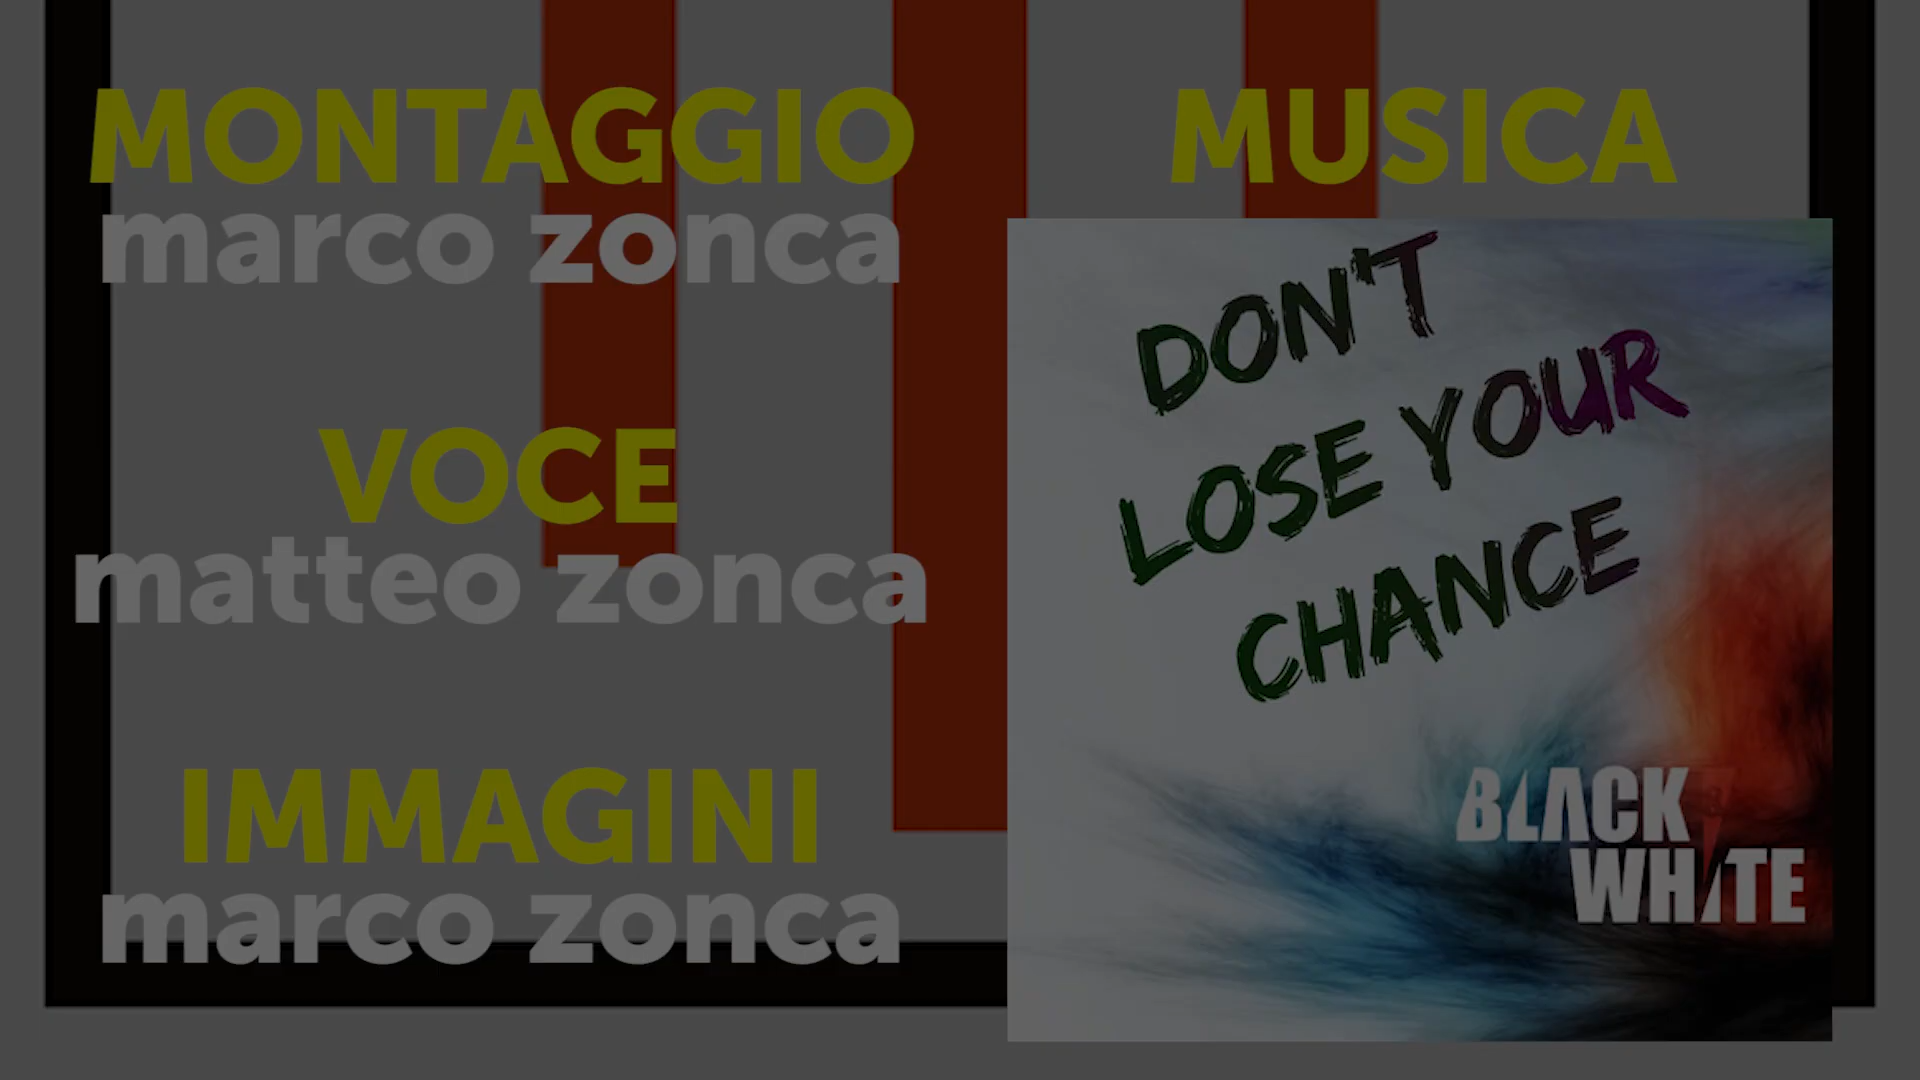 MONTAGGIO
marco zonca
VOCE
matteo zonca
IMMAGINI
marco zonca
MUSICA
DON'T
LOSE YOUR
CHANCE
BLACK
WHITE